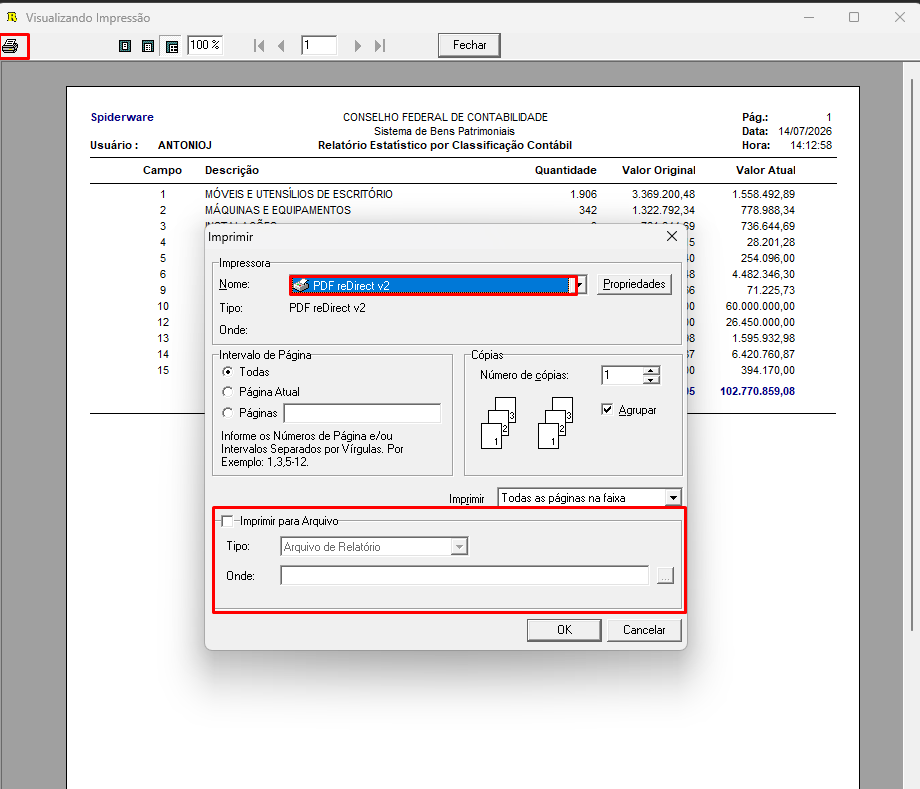 Visualizando Impressão
100 %
1
Fechar
Spiderware
CONSELHO FEDERAL DE CONTABILIDADE
Pág.: 1
Sistema de Bens Patrimoniais
Data: 14/07/2026
Usuário : ANTONIOJ
Relatório Estatístico por Classificação Contábil
Hora: 14:12:58
Campo Descrição Quantidade Valor Original Valor Atual
1 MÓVEIS E UTENSÍLIOS DE ESCRITÓRIO 1.906 3.369.200,48 1.558.492,89
2 MÁQUINAS E EQUIPAMENTOS 342 1.322.792,34 778.988,34
3 736.644,69
4 28.201,28
5 254.096,00
6 4.482.346,30
9 71.225,73
10 60.000.000,00
12 26.450.000,00
13 1.595.932,98
14 6.420.760,87
15 394.170,00
102.770.859,08
Imprimir
Impressora
Nome: PDF reDirect v2 Propriedades
Tipo: PDF reDirect v2
Onde:
Intervalo de Página
Todas
Página Atual
Páginas
Informe os Números de Página e/ou
Intervalos Separados por Vírgulas. Por
Exemplo: 1,3,5-12.
Cópias
Número de cópias: 1
Agrupar
1 2 3
1 2 3
Imprimir Todas as páginas na faixa
Imprimir para Arquivo
Tipo: Arquivo de Relatório
Onde: ...
OK Cancelar